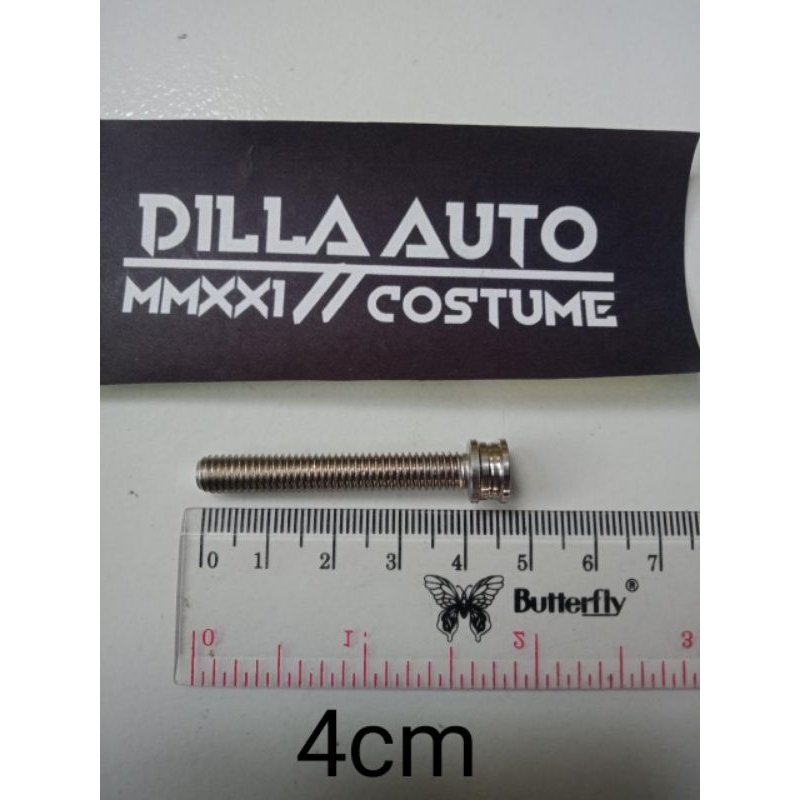 DILLA AUTO
MMXXI // COSTUME
0 1 2 3 4 5 6 7
Butterfly®
0 1 2 3
4cm